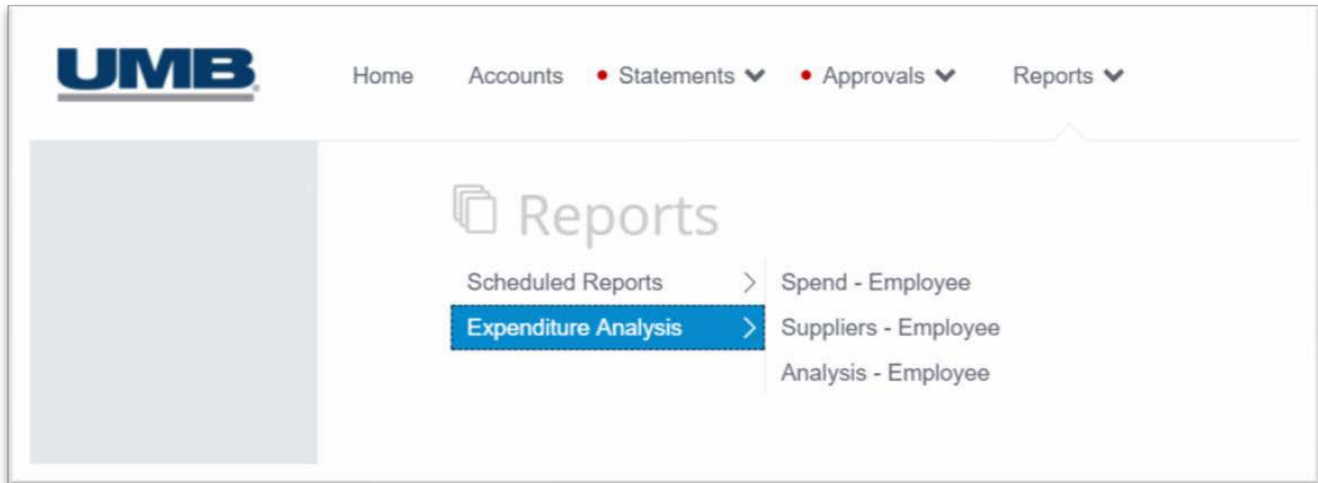 UMB Home Accounts Statements Approvals Reports
Reports
Scheduled Reports Spend - Employee
Expenditure Analysis Suppliers - Employee
Analysis - Employee